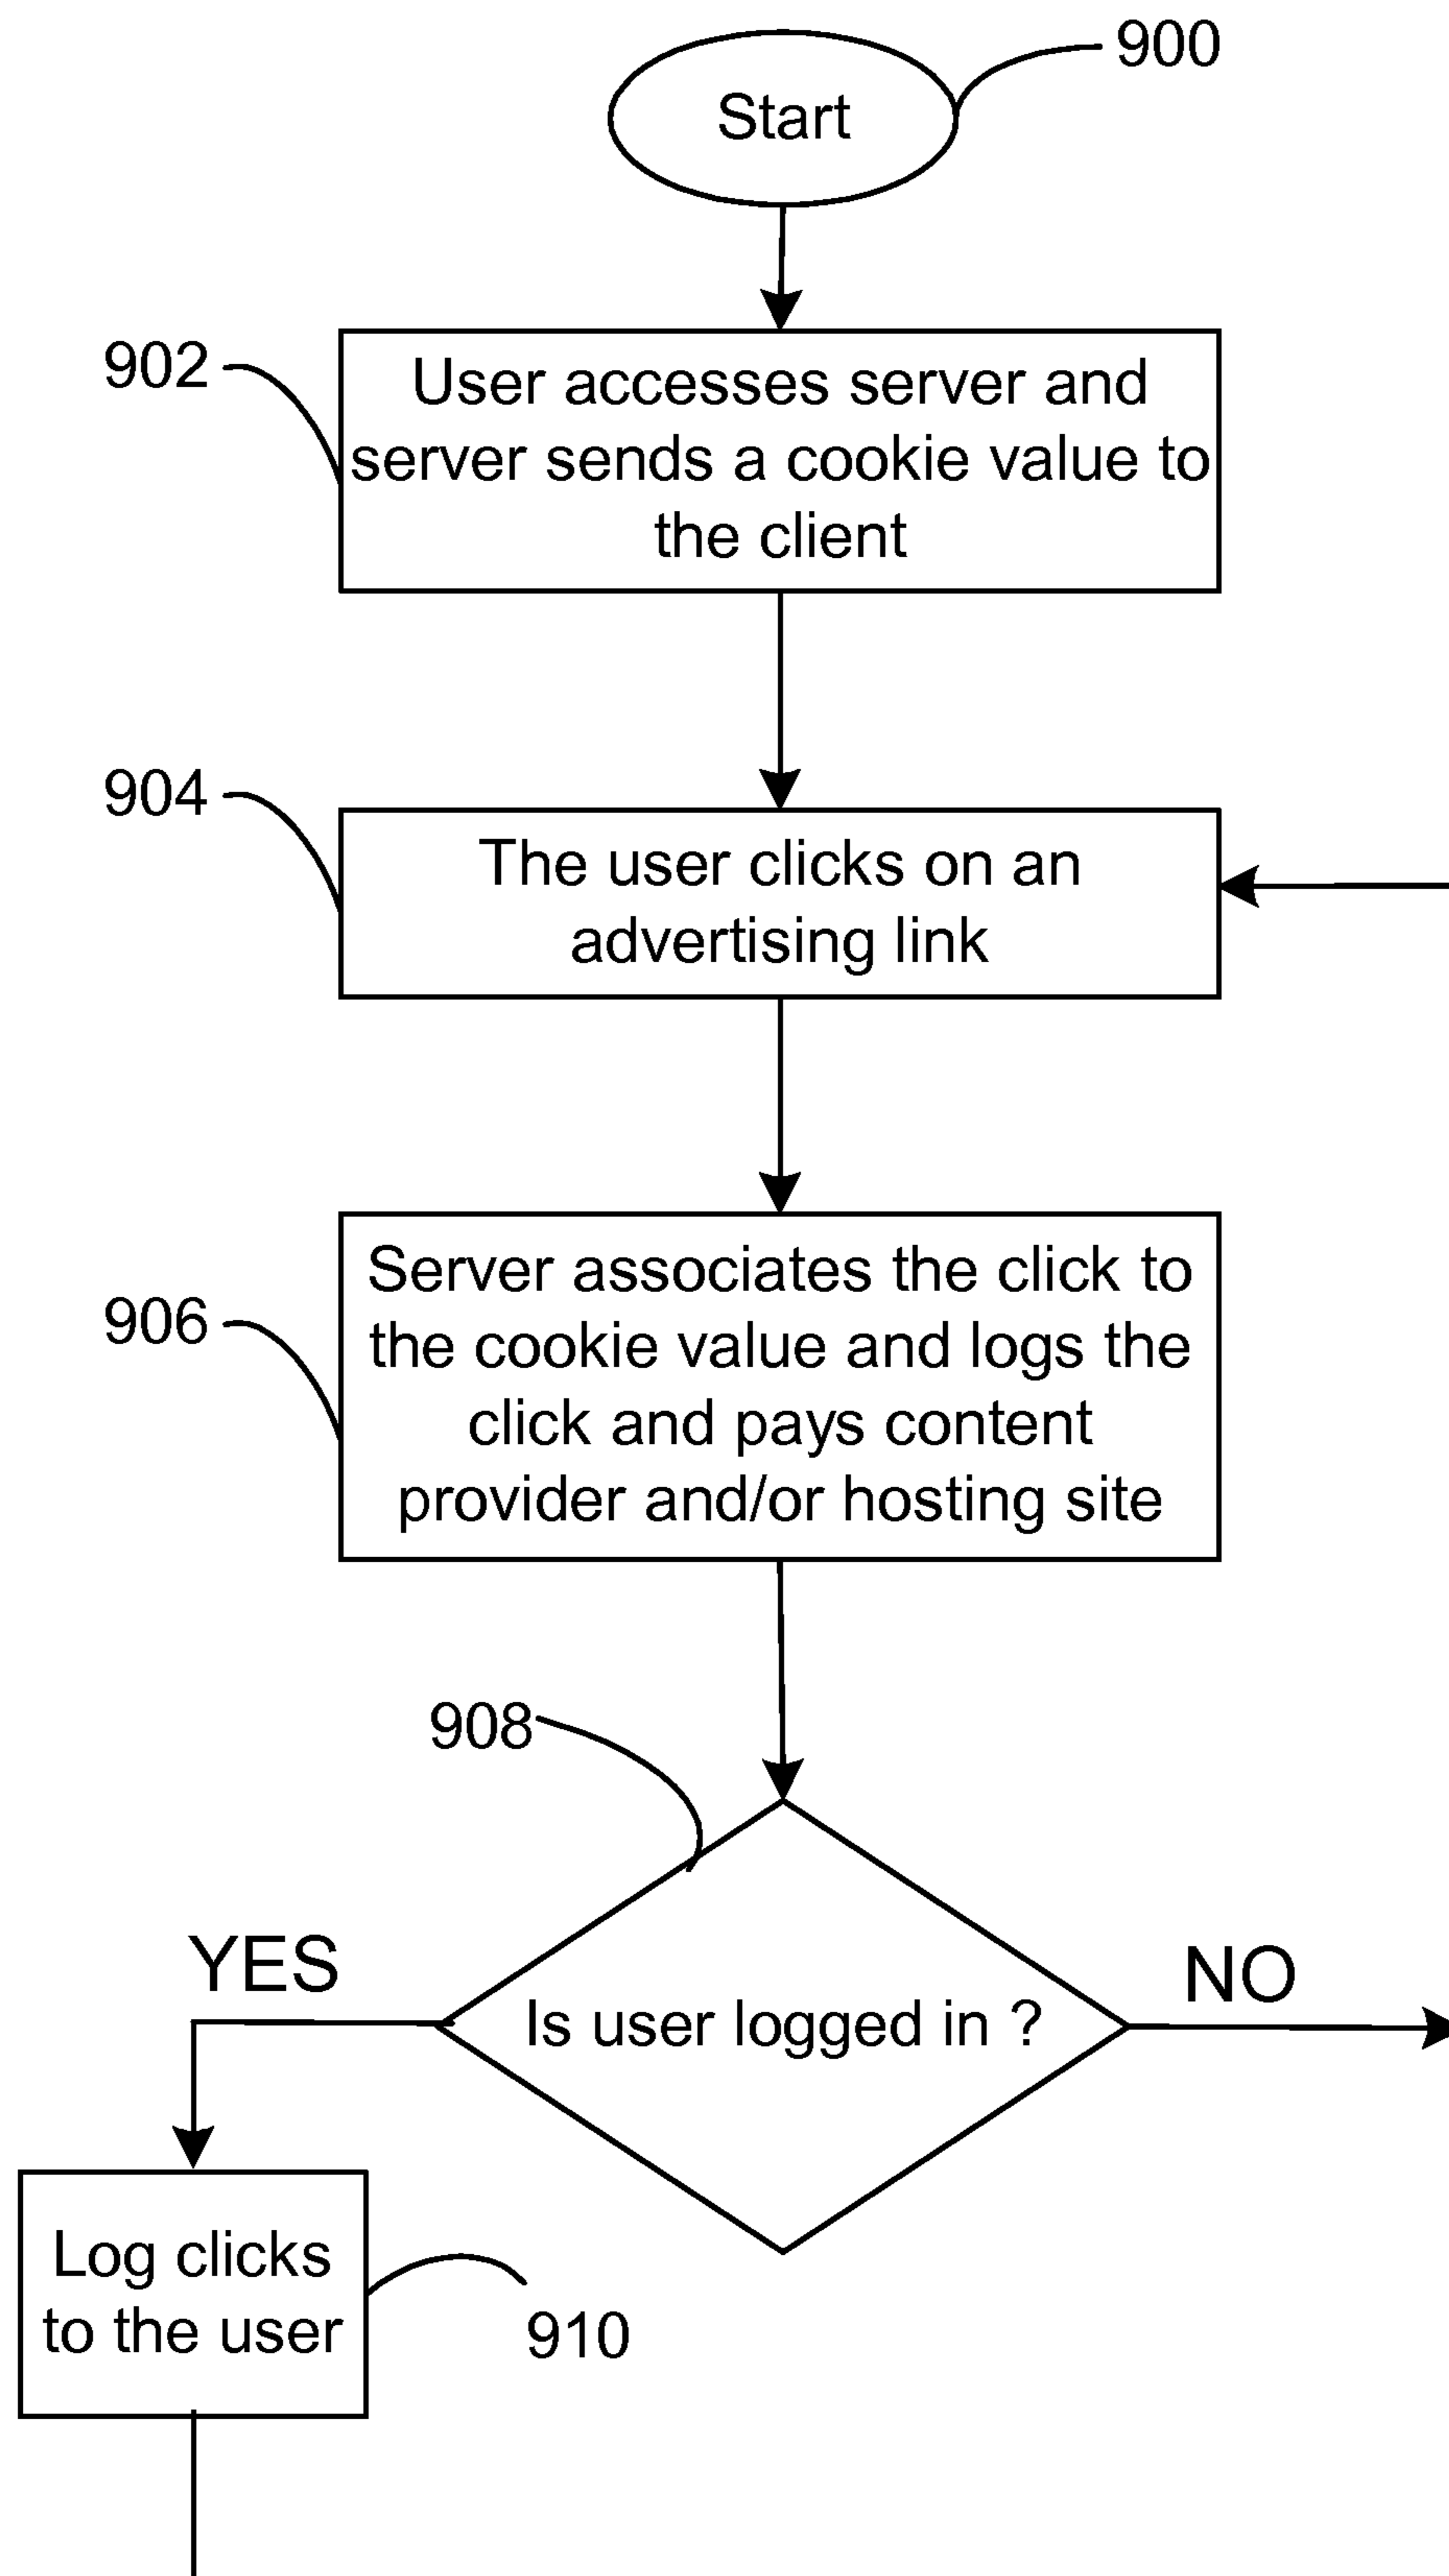 900
Start
902
User accesses server and
server sends a cookie value to
the client
904
The user clicks on an
advertising link
906
Server associates the click to
the cookie value and logs the
click and pays content
provider and/or hosting site
908
YES
NO
Is user logged in ?
Log clicks
to the user
910